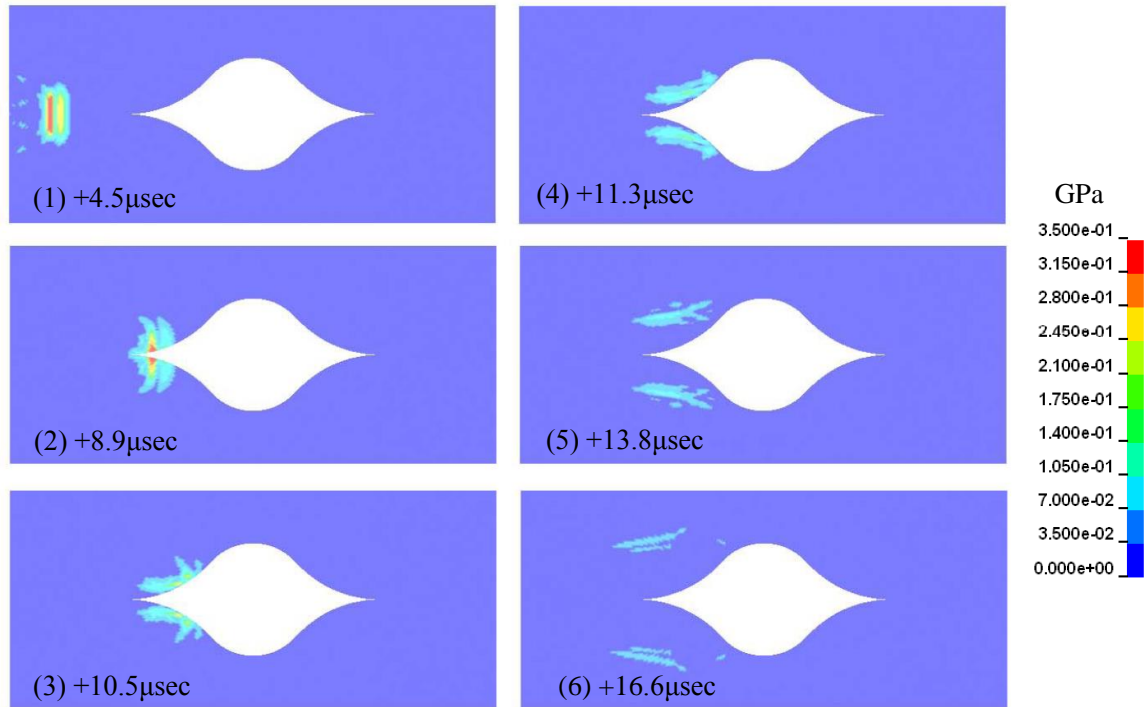 (1) +4.5μsec
(2) +8.9μsec
(3) +10.5μsec
(4) +11.3μsec
(5) +13.8μsec
(6) +16.6μsec
GPa
3.500e-01
3.150e-01
2.800e-01
2.450e-01
2.100e-01
1.750e-01
1.400e-01
1.050e-01
7.000e-02
3.500e-02
0.000e+00